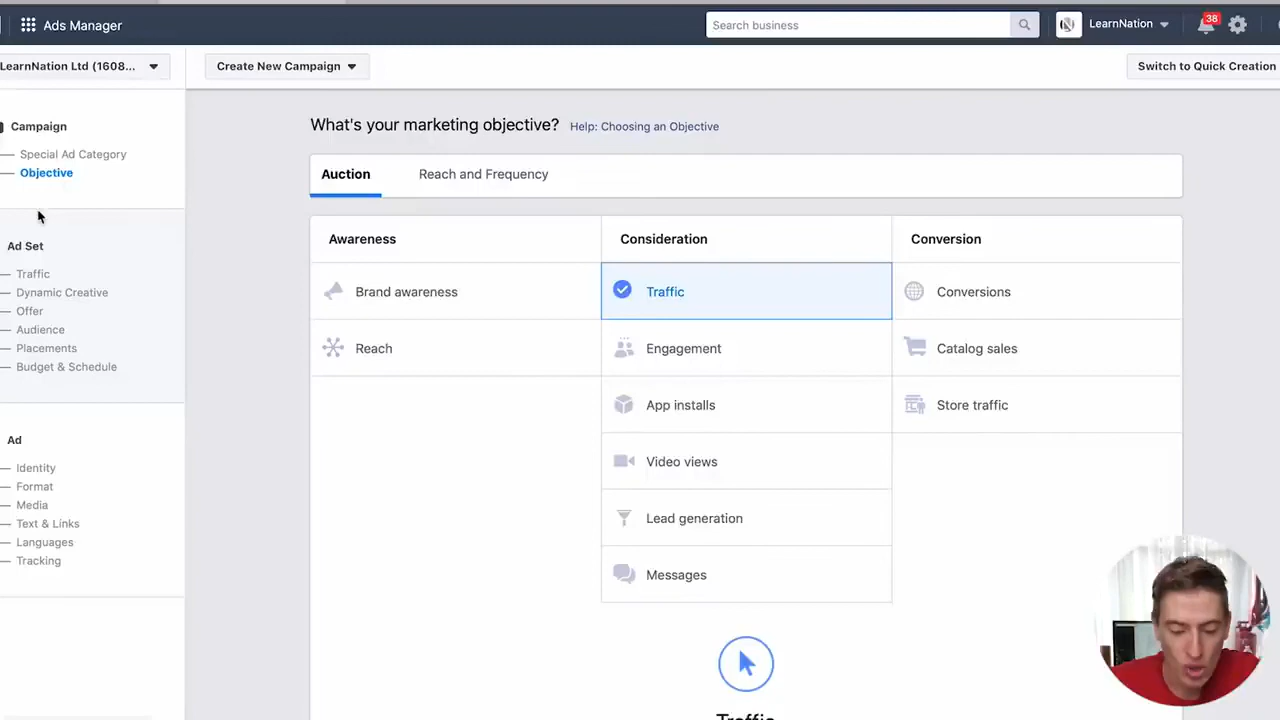 Ads Manager
Search business
LearnNation
38
LearnNation Ltd (1608...
Create New Campaign
Switch to Quick Creation
Campaign
Special Ad Category
Objective
Ad Set
Traffic
Dynamic Creative
Offer
Audience
Placements
Budget & Schedule
Ad
Identity
Format
Media
Text & Links
Languages
Tracking
What's your marketing objective? Help: Choosing an Objective
Auction
Reach and Frequency
Awareness
Consideration
Conversion
Brand awareness
Traffic
Conversions
Reach
Engagement
Catalog sales
App installs
Store traffic
Video views
Lead generation
Messages
Traffic